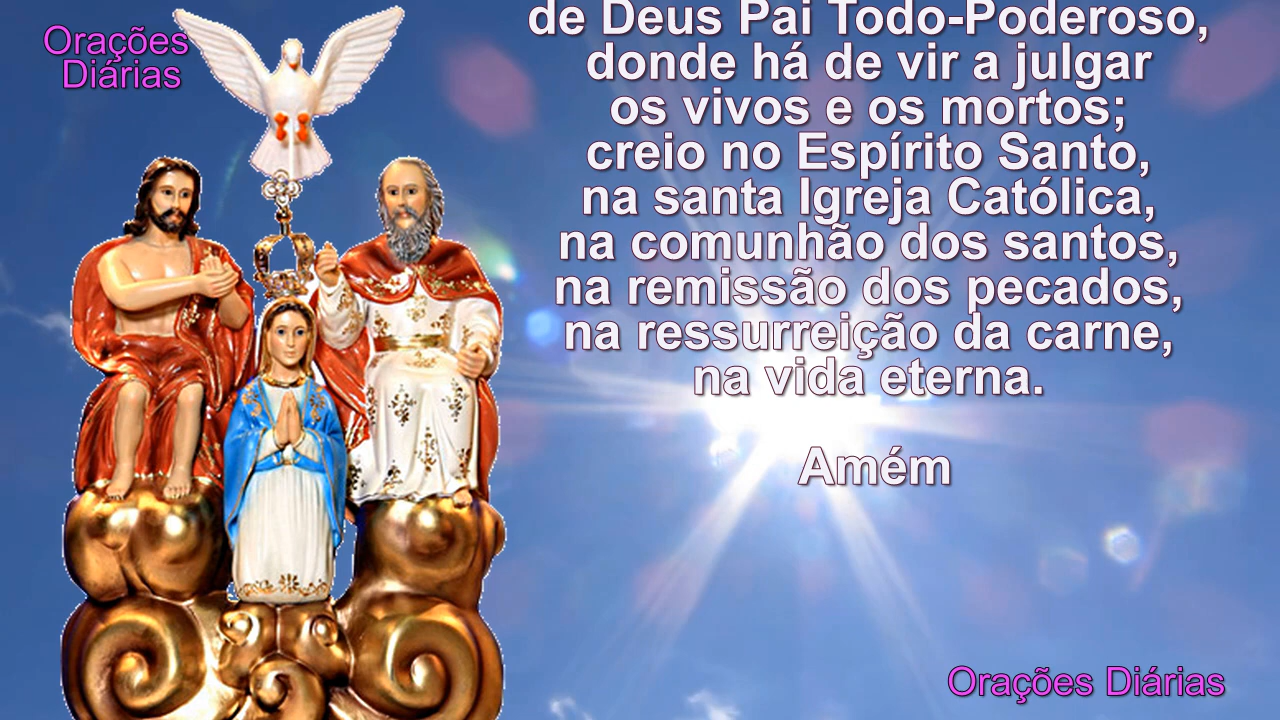 Orações
Diárias
de Deus Pai Todo-Poderoso,
donde há de vir a julgar
os vivos e os mortos;
creio no Espírito Santo,
na santa Igreja Católica,
na comunhão dos santos,
na remissão dos pecados,
na ressurreição da carne,
na vida eterna.
Amém
Orações Diárias